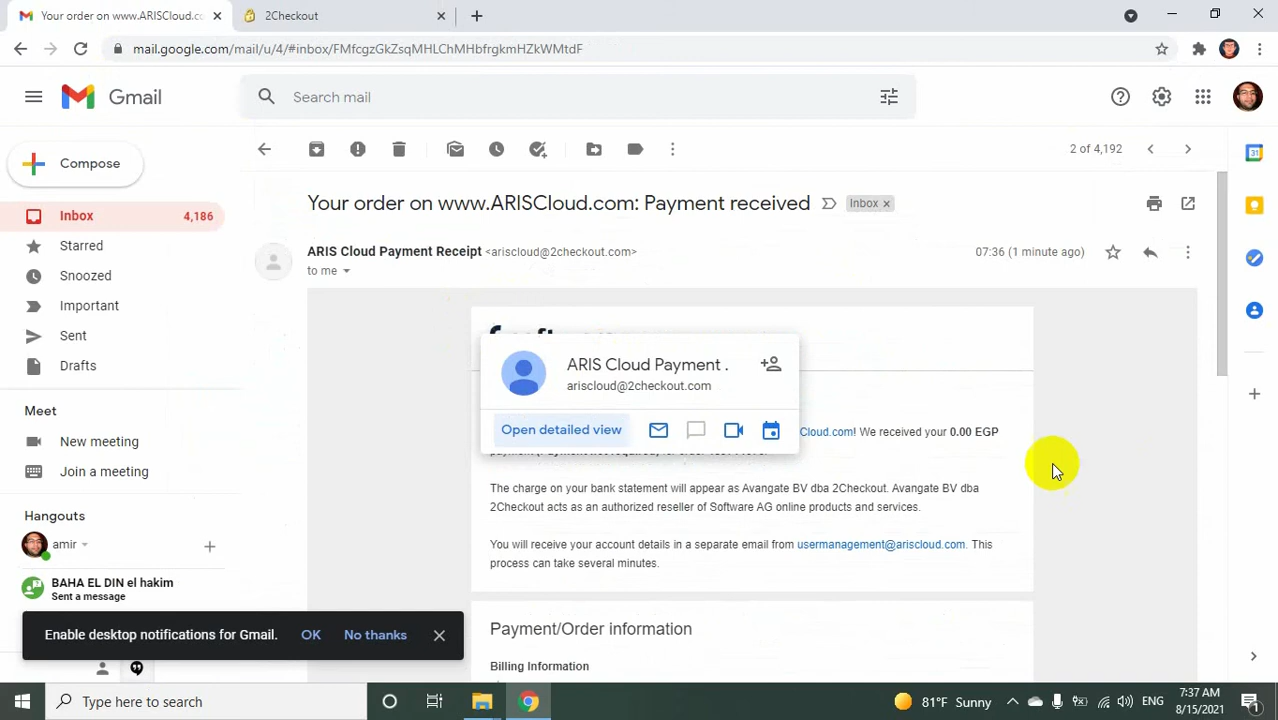 Your order on www.ARISCloud.co
2Checkout
mail.google.com/mail/u/4/#inbox/FMfcgzGkZsqMHLChMHbfrgkmHZkWMtdF
Gmail
Search mail
Compose
2 of 4,192
Inbox 4,186
Starred
Snoozed
Important
Sent
Drafts
Meet
New meeting
Join a meeting
Hangouts
amir
BAHA EL DIN el hakim
Sent a message
Your order on www.ARISCloud.com: Payment received
Inbox
ARIS Cloud Payment Receipt <ariscloud@2checkout.com>
07:36 (1 minute ago)
to me
ARIS Cloud Payment .
ariscloud@2checkout.com
Open detailed view
Cloud.com! We received your 0.00 EGP
The charge on your bank statement will appear as Avangate BV dba 2Checkout. Avangate BV dba
2Checkout acts as an authorized reseller of Software AG online products and services.
You will receive your account details in a separate email from usermanagement@ariscloud.com. This
process can take several minutes.
Payment/Order information
Billing Information
Enable desktop notifications for Gmail. OK No thanks
Type here to search
81°F Sunny
ENG
7:37 AM
8/15/2021
1